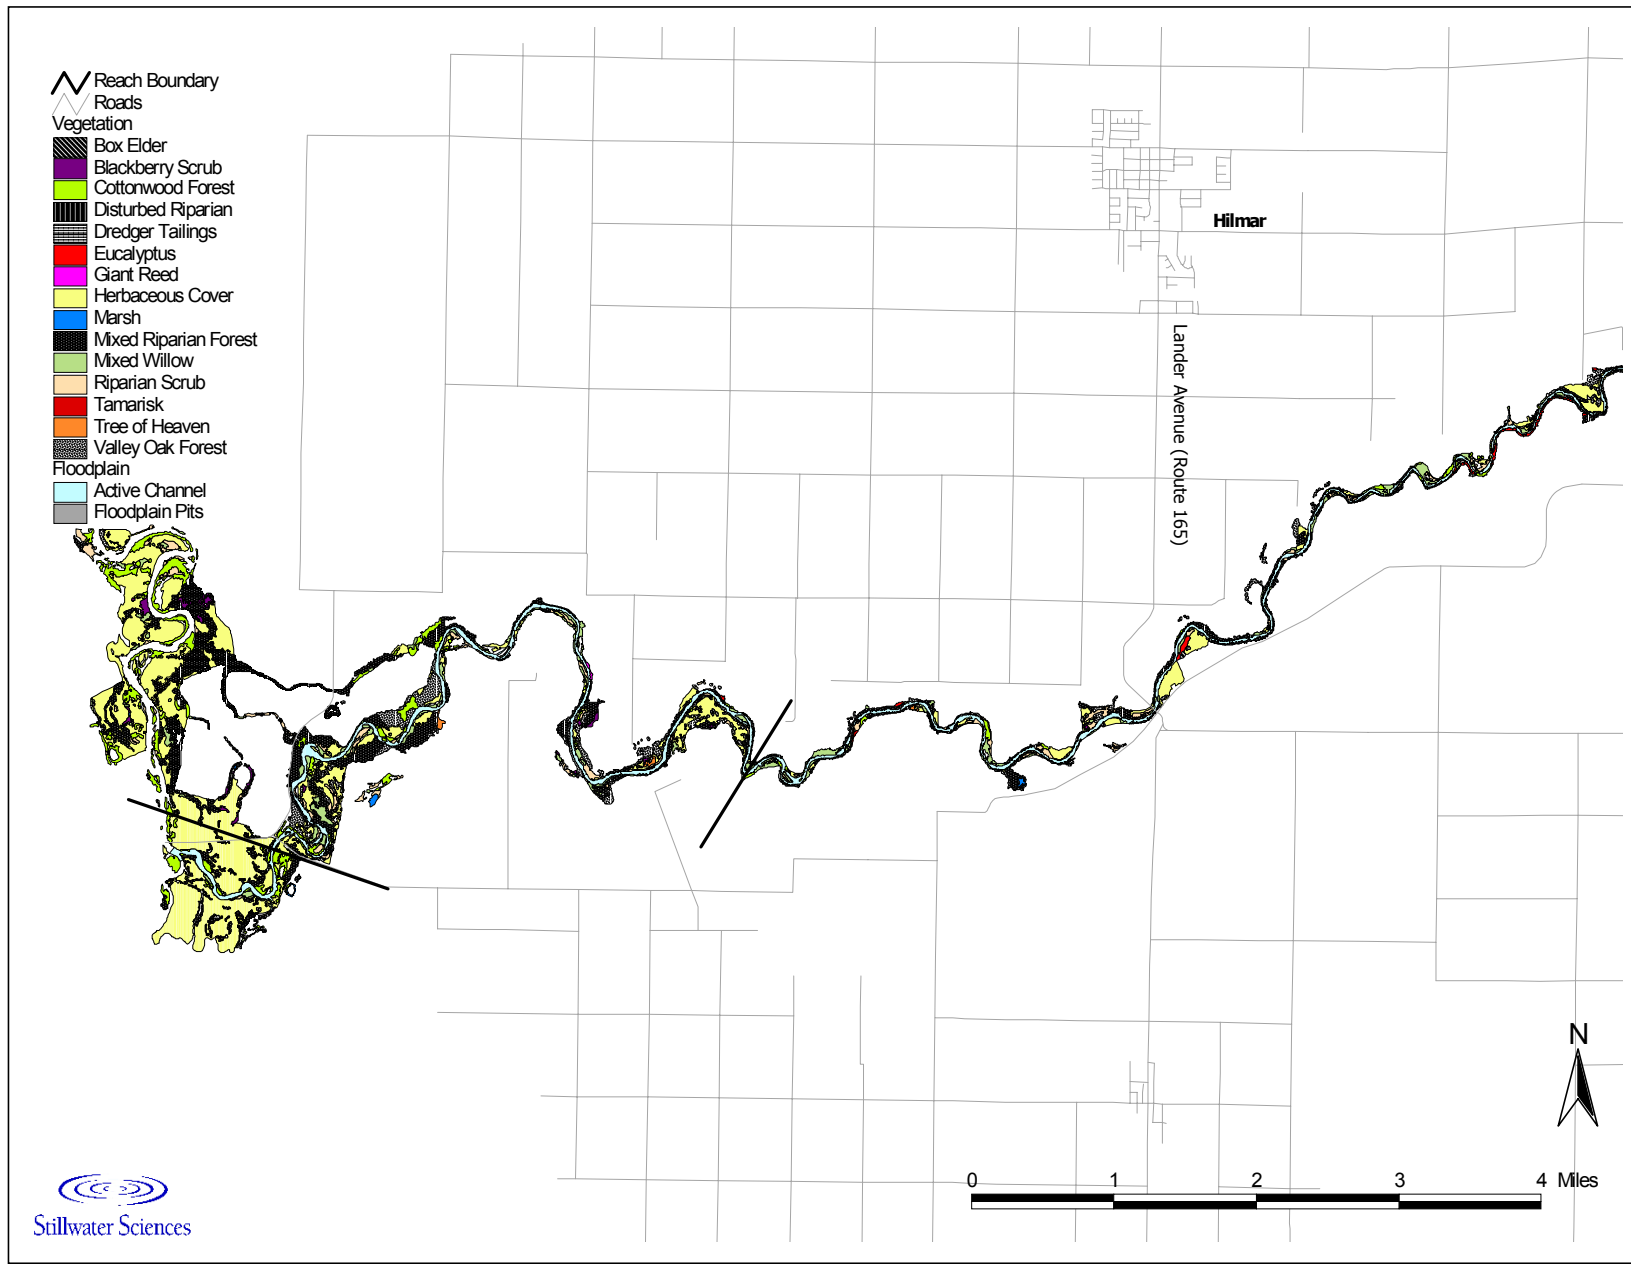 Reach Boundary
Roads
Vegetation
Box Elder
Blackberry Scrub
Cottonwood Forest
Disturbed Riparian
Dredger Tailings
Eucalyptus
Giant Reed
Herbaceous Cover
Marsh
Mixed Riparian Forest
Mixed Willow
Riparian Scrub
Tamarisk
Tree of Heaven
Valley Oak Forest
Floodplain
Active Channel
Floodplain Pits
Hilmar
Lander Avenue (Route 165)
N
0 1 2 3 4 Miles
Stillwater Sciences